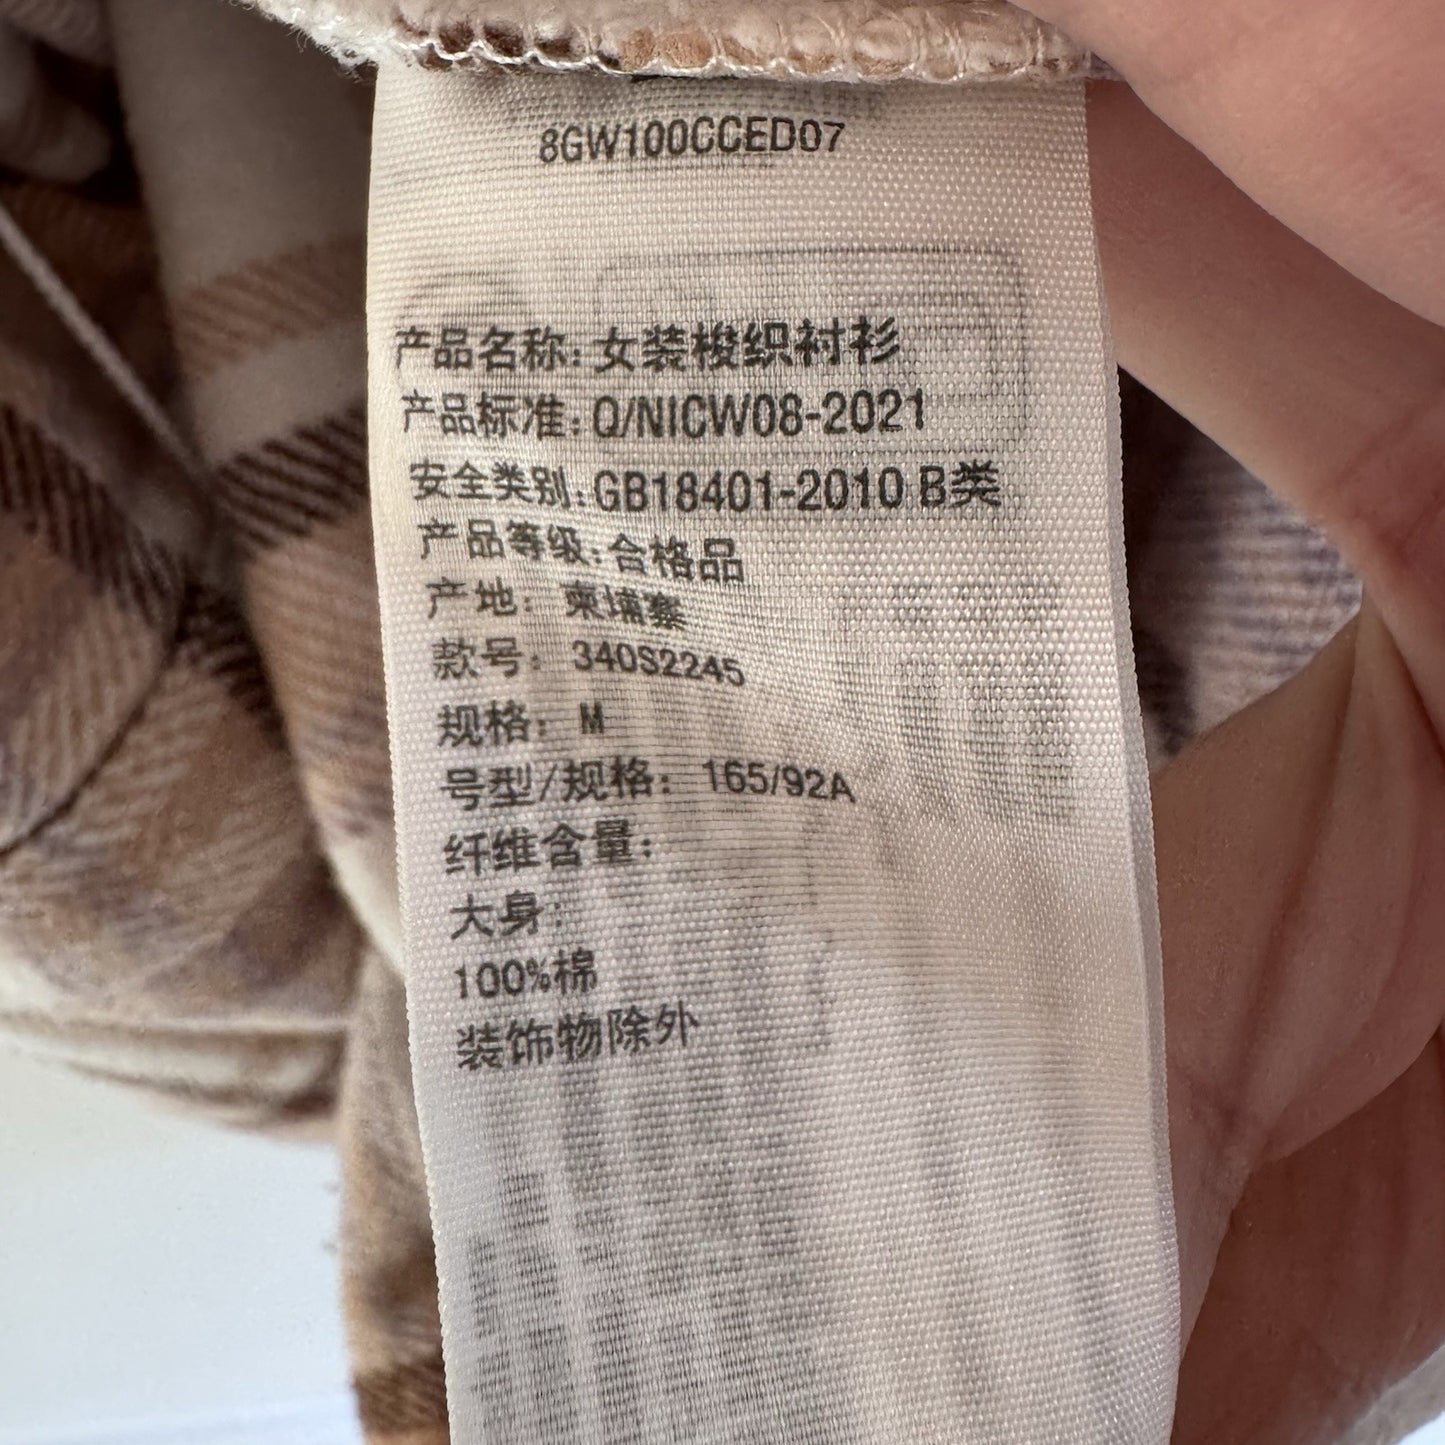 8GW100CCED07
产品名称: 女装梭织衬衫
产品标准: Q/NICW08-2021
安全类别: GB18401-2010 B类
产品等级: 合格品
产地: 柬埔寨
款号: 340S2245
规格: M
号型/规格: 165/92A
纤维含量:
大身:
100%棉
装饰物除外